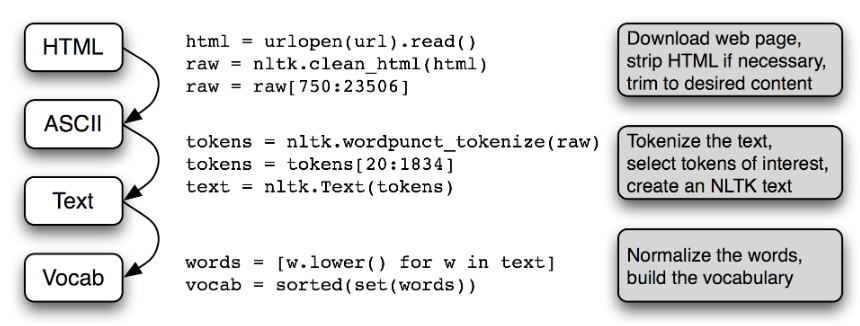 HTML
html = urlopen(url).read()
raw = nltk.clean_html(html)
raw = raw[750:23506]
Download web page,
strip HTML if necessary,
trim to desired content
ASCII
tokens = nltk.wordpunct_tokenize(raw)
tokens = tokens[20:1834]
text = nltk.Text(tokens)
Tokenize the text,
select tokens of interest,
create an NLTK text
Text
Vocab
words = [w.lower() for w in text]
vocab = sorted(set(words))
Normalize the words,
build the vocabulary